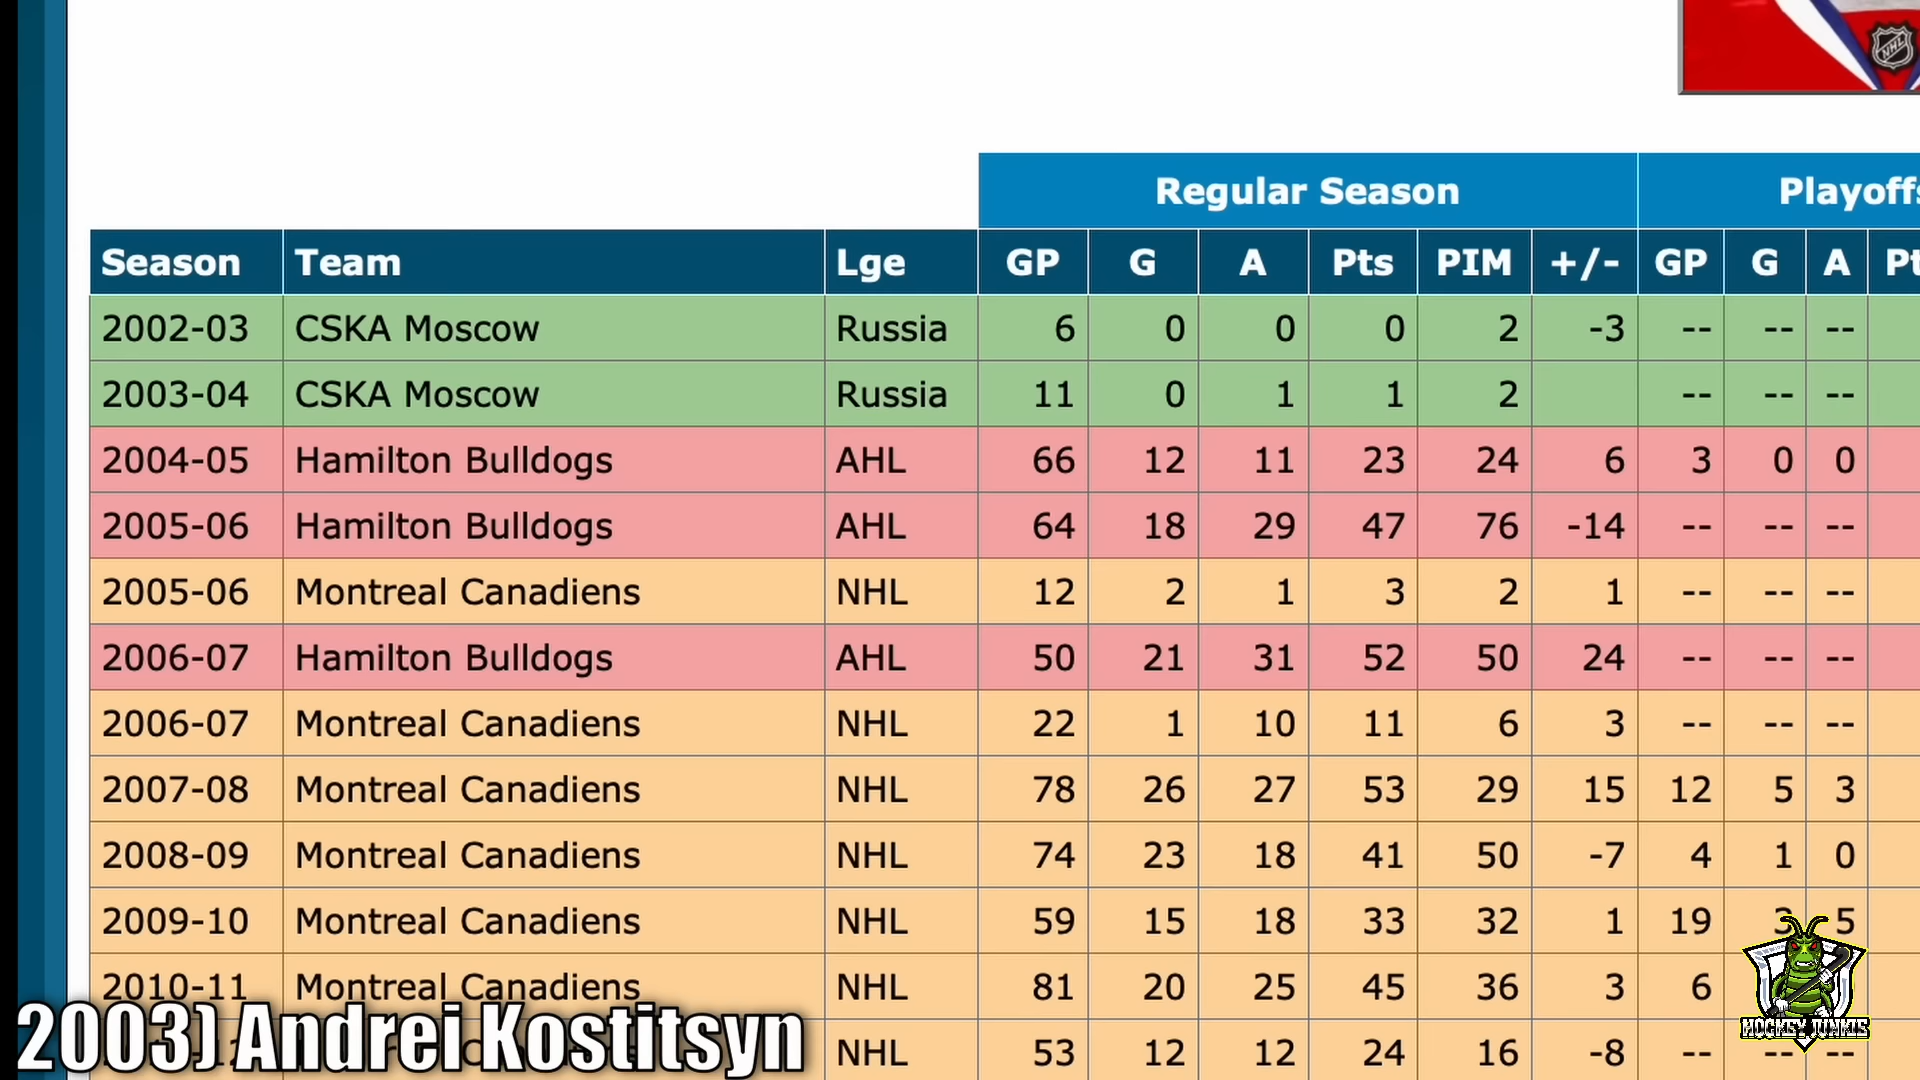 NHL
Regular Season Playoffs
Season Team Lge GP G A Pts PIM +/- GP G A Pt
2002-03 CSKA Moscow Russia 6 0 0 0 2 -3 -- -- --
2003-04 CSKA Moscow Russia 11 0 1 1 2 -- -- --
2004-05 Hamilton Bulldogs AHL 66 12 11 23 24 6 3 0 0
2005-06 Hamilton Bulldogs AHL 64 18 29 47 76 -14 -- -- --
2005-06 Montreal Canadiens NHL 12 2 1 3 2 1 -- -- --
2006-07 Hamilton Bulldogs AHL 50 21 31 52 50 24 -- -- --
2006-07 Montreal Canadiens NHL 22 1 10 11 6 3 -- -- --
2007-08 Montreal Canadiens NHL 78 26 27 53 29 15 12 5 3
2008-09 Montreal Canadiens NHL 74 23 18 41 50 -7 4 1 0
2009-10 Montreal Canadiens NHL 59 15 18 33 32 1 19 3 5
2010-11 Montreal Canadiens NHL 81 20 25 45 36 3 6
NHL 53 12 12 24 16 -8 -- -- --
2003) Andrei Kostitsyn
HOCKEY JUNKIES